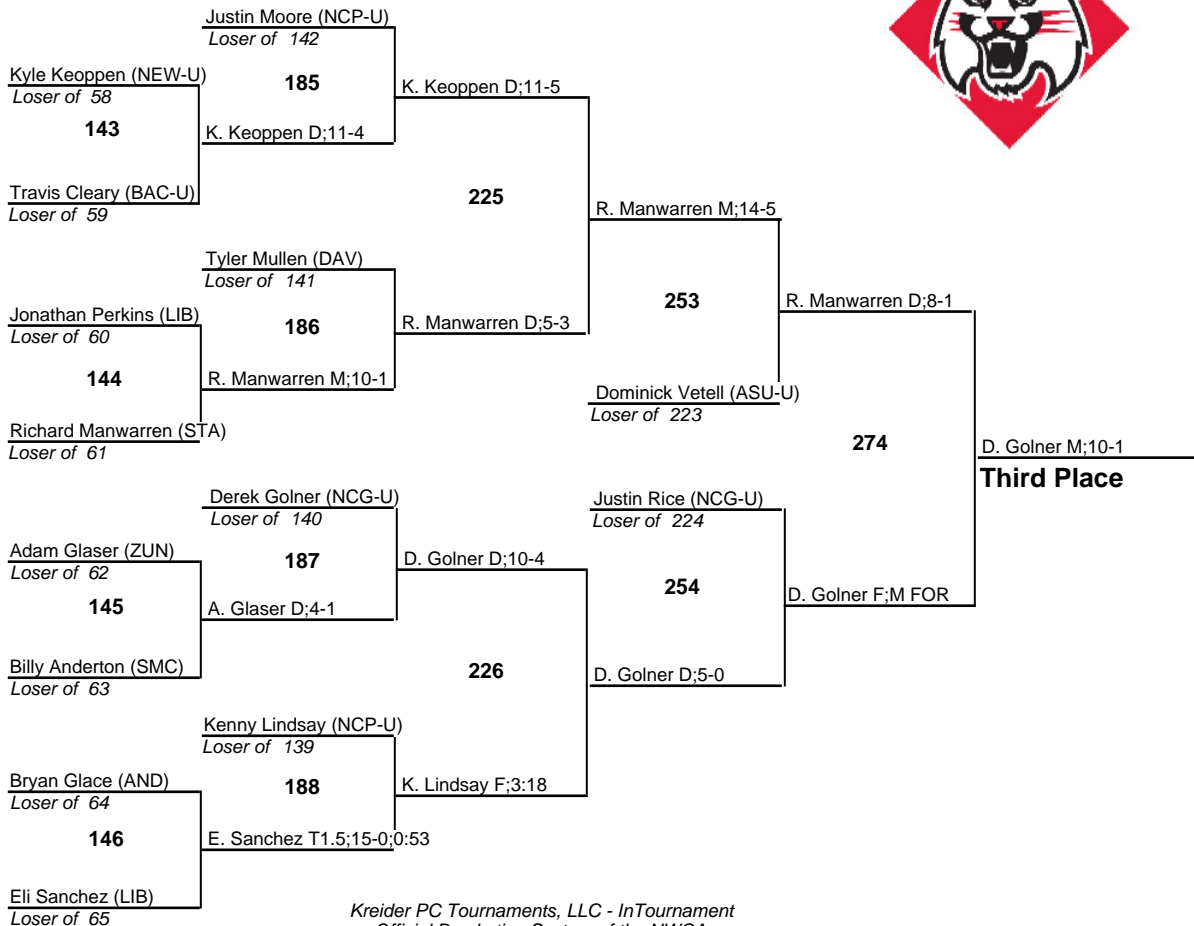 Justin Moore (NCP-U)
Loser of 142
Kyle Keoppen (NEW-U)
Loser of 58
185
K. Keoppen D;11-5
143
K. Keoppen D;11-4
Travis Cleary (BAC-U)
Loser of 59
225
R. Manwarren M;14-5
Tyler Mullen (DAV)
Loser of 141
Jonathan Perkins (LIB)
Loser of 60
186
R. Manwarren D;5-3
253
R. Manwarren D;8-1
144
R. Manwarren M;10-1
Dominick Vetell (ASU-U)
Loser of 223
Richard Manwarren (STA)
Loser of 61
274
D. Golner M;10-1
Third Place
Derek Golner (NCG-U)
Loser of 140
Justin Rice (NCG-U)
Loser of 224
Adam Glaser (ZUN)
Loser of 62
187
D. Golner D;10-4
254
D. Golner F;M FOR
145
A. Glaser D;4-1
Billy Anderton (SMC)
Loser of 63
226
D. Golner D;5-0
Kenny Lindsay (NCP-U)
Loser of 139
Bryan Glace (AND)
Loser of 64
188
K. Lindsay F;3:18
146
E. Sanchez T1.5;15-0;0:53
Eli Sanchez (LIB)
Loser of 65
Kreider PC Tournaments, LLC - InTournament